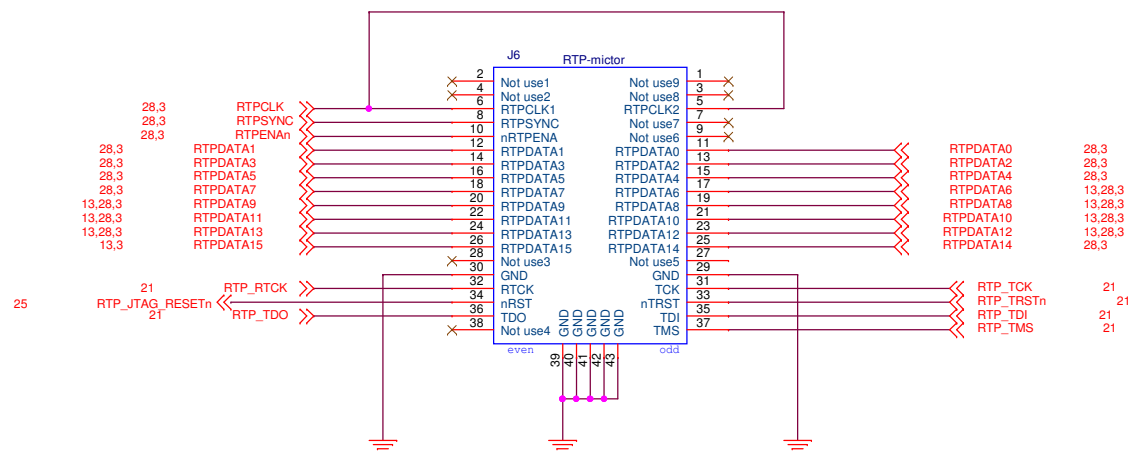 J6 RTP-mictor
2 Not use1 Not use9 1
4 Not use2 Not use8 3
28,3 RTPCLK 6 RTPCLK1 RTPCLK2 5
28,3 RTPSYNC 8 RTPSYNC Not use7 7
28,3 RTPENAn 10 nRTPENA Not use6 9
28,3 RTPDATA1 12 RTPDATA1 RTPDATA0 11 RTPDATA0 28,3
28,3 RTPDATA3 14 RTPDATA3 RTPDATA2 13 RTPDATA2 28,3
28,3 RTPDATA5 16 RTPDATA5 RTPDATA4 15 RTPDATA4 28,3
28,3 RTPDATA7 18 RTPDATA7 RTPDATA6 17 RTPDATA6 13,28,3
13,28,3 RTPDATA9 20 RTPDATA9 RTPDATA8 19 RTPDATA8 13,28,3
13,28,3 RTPDATA11 22 RTPDATA11 RTPDATA10 21 RTPDATA10 13,28,3
13,28,3 RTPDATA13 24 RTPDATA13 RTPDATA12 23 RTPDATA12 13,28,3
13,3 RTPDATA15 26 RTPDATA15 RTPDATA14 25 RTPDATA14 28,3
28 Not use3 Not use5 27
30 GND GND 29
21 RTP_RTCK 32 RTCK TCK 31 RTP_TCK 21
25 RTP_JTAG_RESETn 34 nRST nTRST 33 RTP_TRSTn 21
21 RTP_TDO 36 TDO TDI 35 RTP_TDI 21
38 Not use4 TMS 37 RTP_TMS 21
GND GND GND GND GND
even odd
39 40 41 42 43